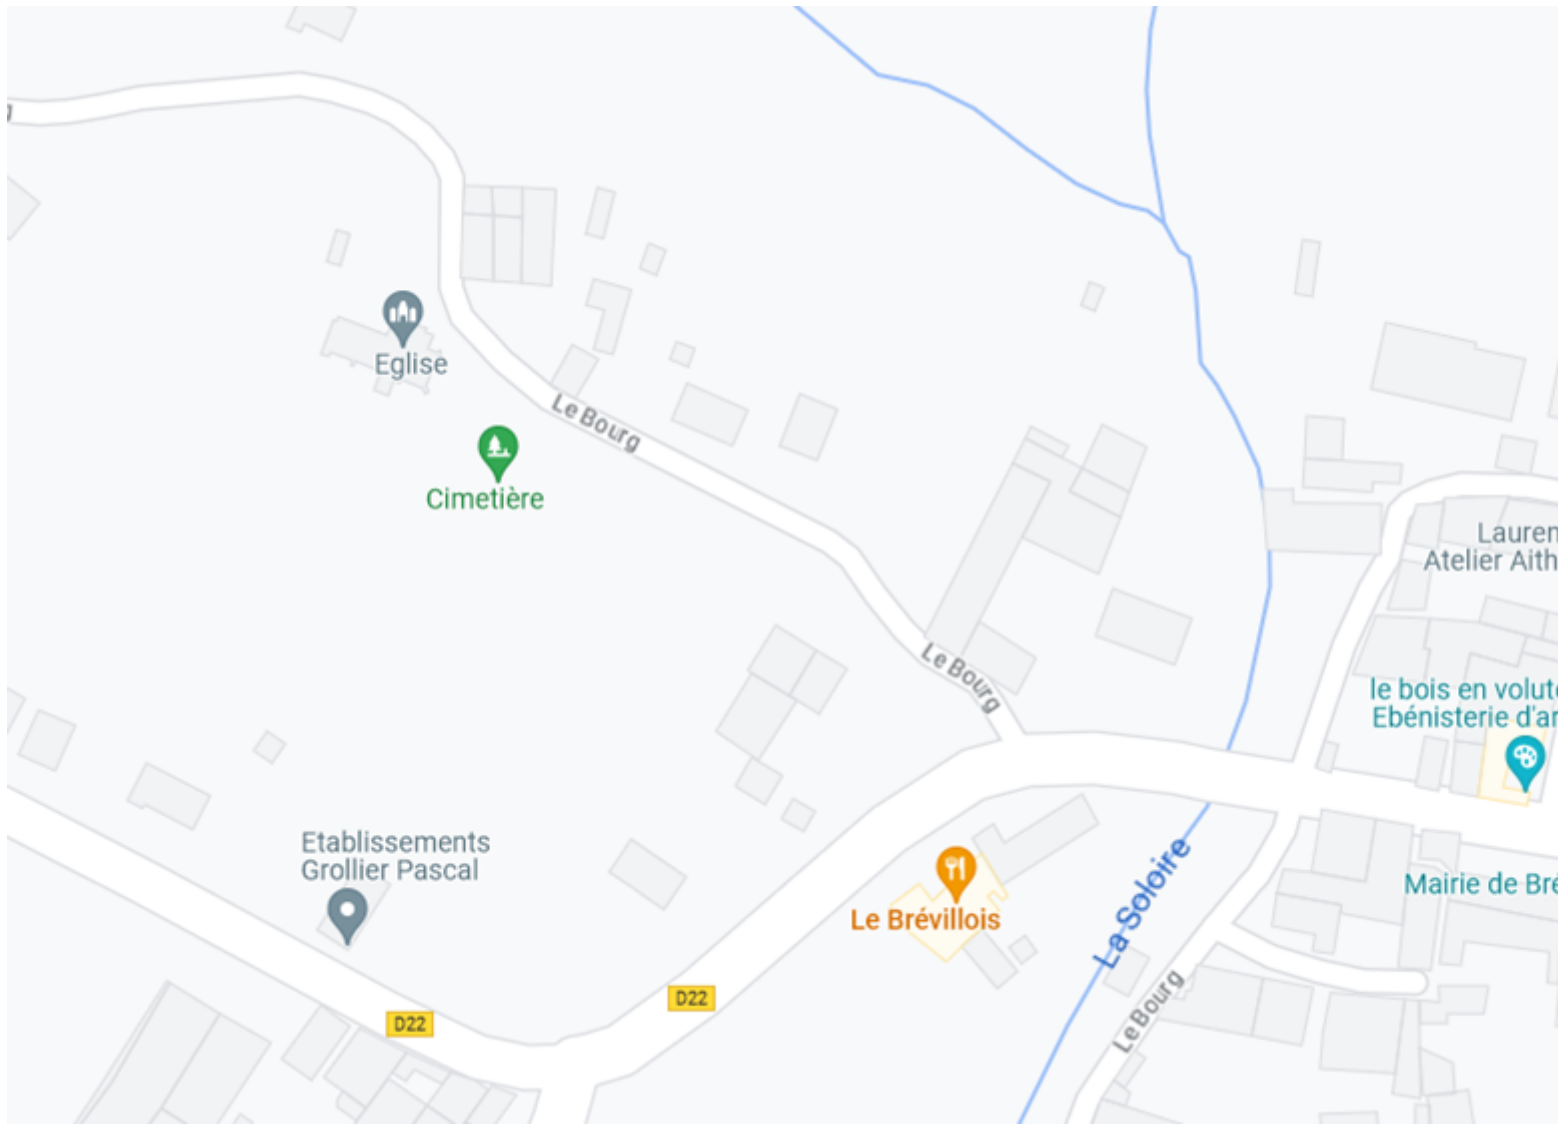 Eglise
Le Bourg
Cimetière
Lauren
Atelier Aith
Le Bourg
le bois en volut
Ebénisterie d'ar
Etablissements
Grollier Pascal
Le Brévillois
La Soloire
Mairie de Bré
D22
D22
Le Bourg